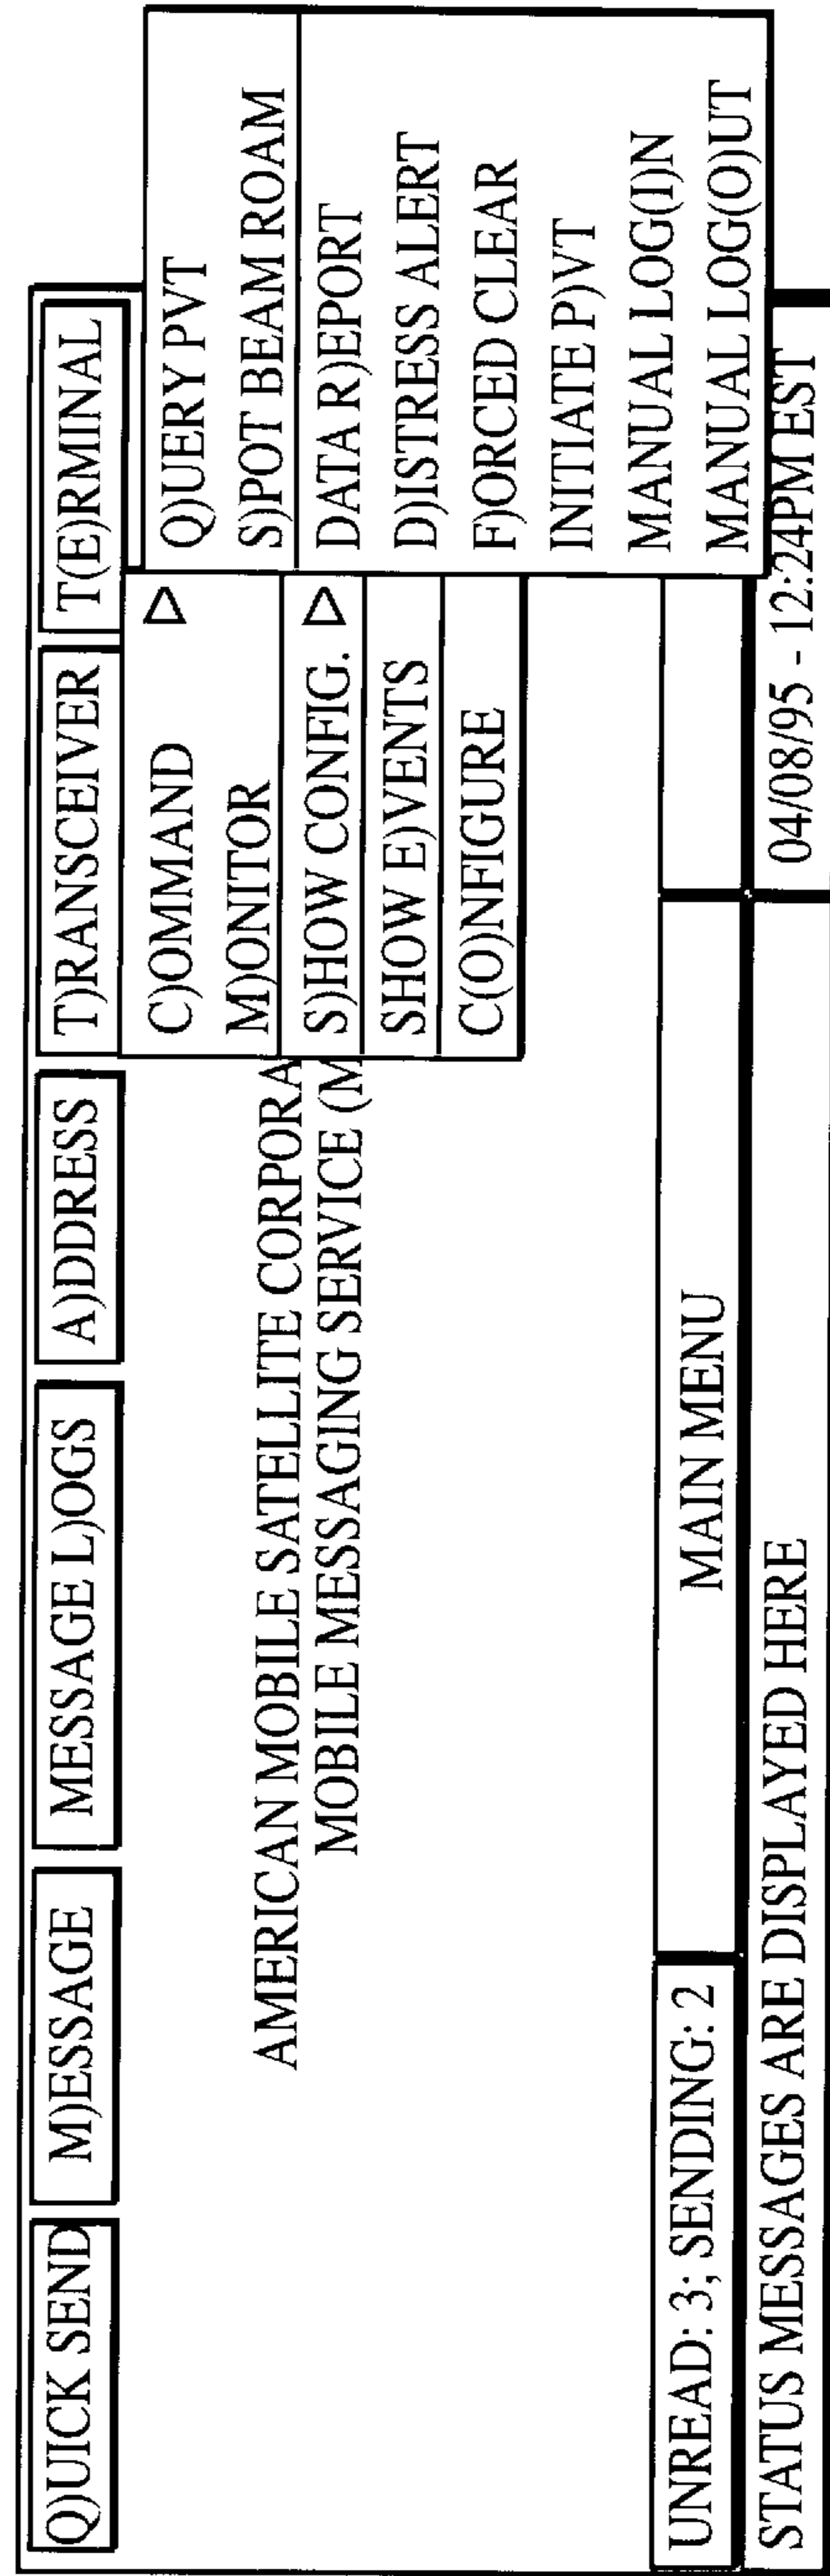 Q)UICK SEND M)ESSAGE MESSAGE L)OGS A)DDRESS T)RANSCEIVER T(E)RMINAL
C)OMMAND
M)ONITOR
S)HOW CONFIG.
SHOW E)VENTS
C(O)NFIGURE
Q)UERY PVT
S)POT BEAM ROAM
DATA R)EPORT
D)ISTRESS ALERT
F)ORCED CLEAR
INITIATE P)VT
MANUAL LOG(I)N
MANUAL LOG(O)UT
AMERICAN MOBILE SATELLITE CORPORA
MOBILE MESSAGING SERVICE (M
UNREAD: 3; SENDING: 2 MAIN MENU
STATUS MESSAGES ARE DISPLAYED HERE 04/08/95 - 12:24PM EST